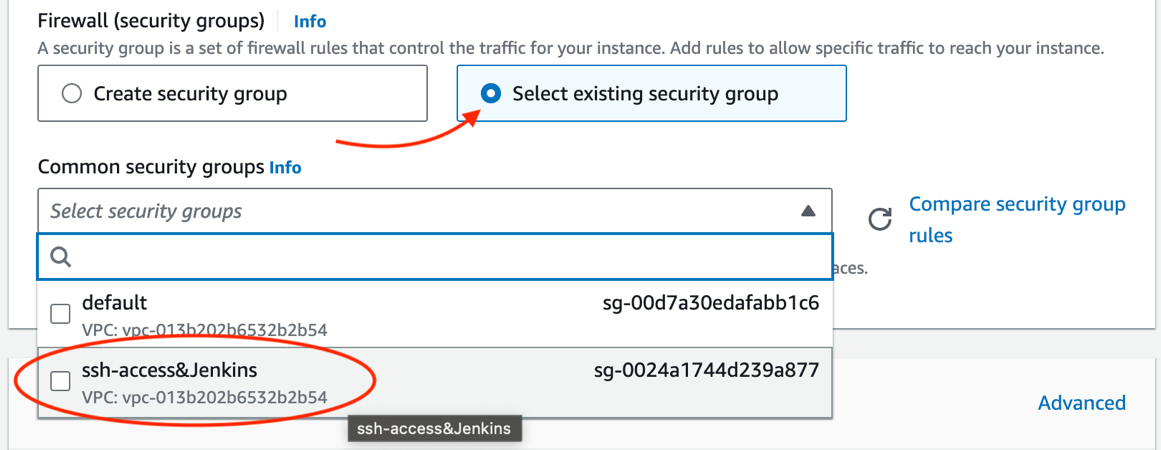 Firewall (security groups) Info
A security group is a set of firewall rules that control the traffic for your instance. Add rules to allow specific traffic to reach your instance.
Create security group
Select existing security group
Common security groups Info
Select security groups
Compare security group
rules
aces.
default
sg-00d7a30edafabb1c6
VPC: vpc-013b202b6532b2b54
ssh-access&Jenkins
sg-0024a1744d239a877
VPC: vpc-013b202b6532b2b54
Advanced
ssh-access&Jenkins